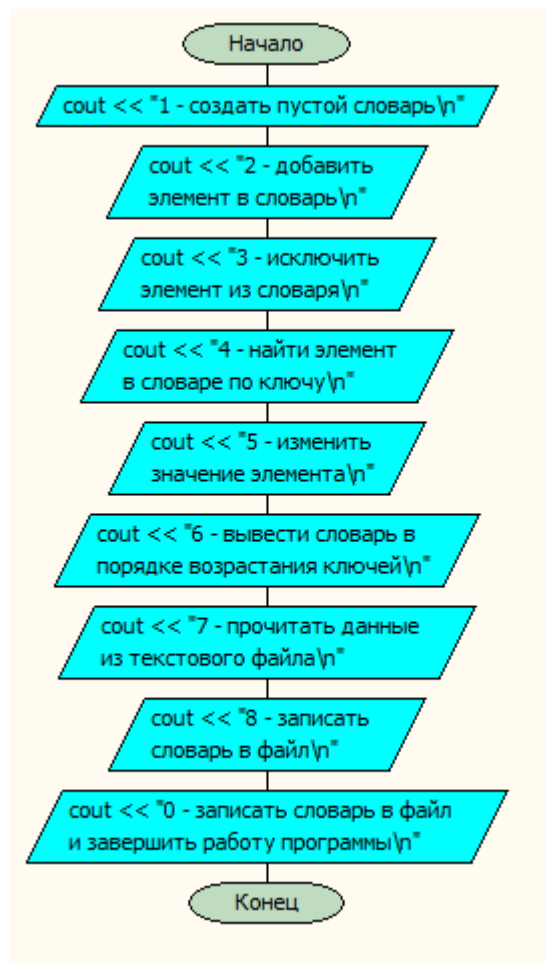 Начало
cout << "1 - создать пустой словарь\n"
cout << "2 - добавить
элемент в словарь\n"
cout << "3 - исключить
элемент из словаря\n"
cout << "4 - найти элемент
в словаре по ключу\n"
cout << "5 - изменить
значение элемента\n"
cout << "6 - вывести словарь в
порядке возрастания ключей\n"
cout << "7 - прочитать данные
из текстового файла\n"
cout << "8 - записать
словарь в файл\n"
cout << "0 - записать словарь в файл
и завершить работу программы\n"
Конец